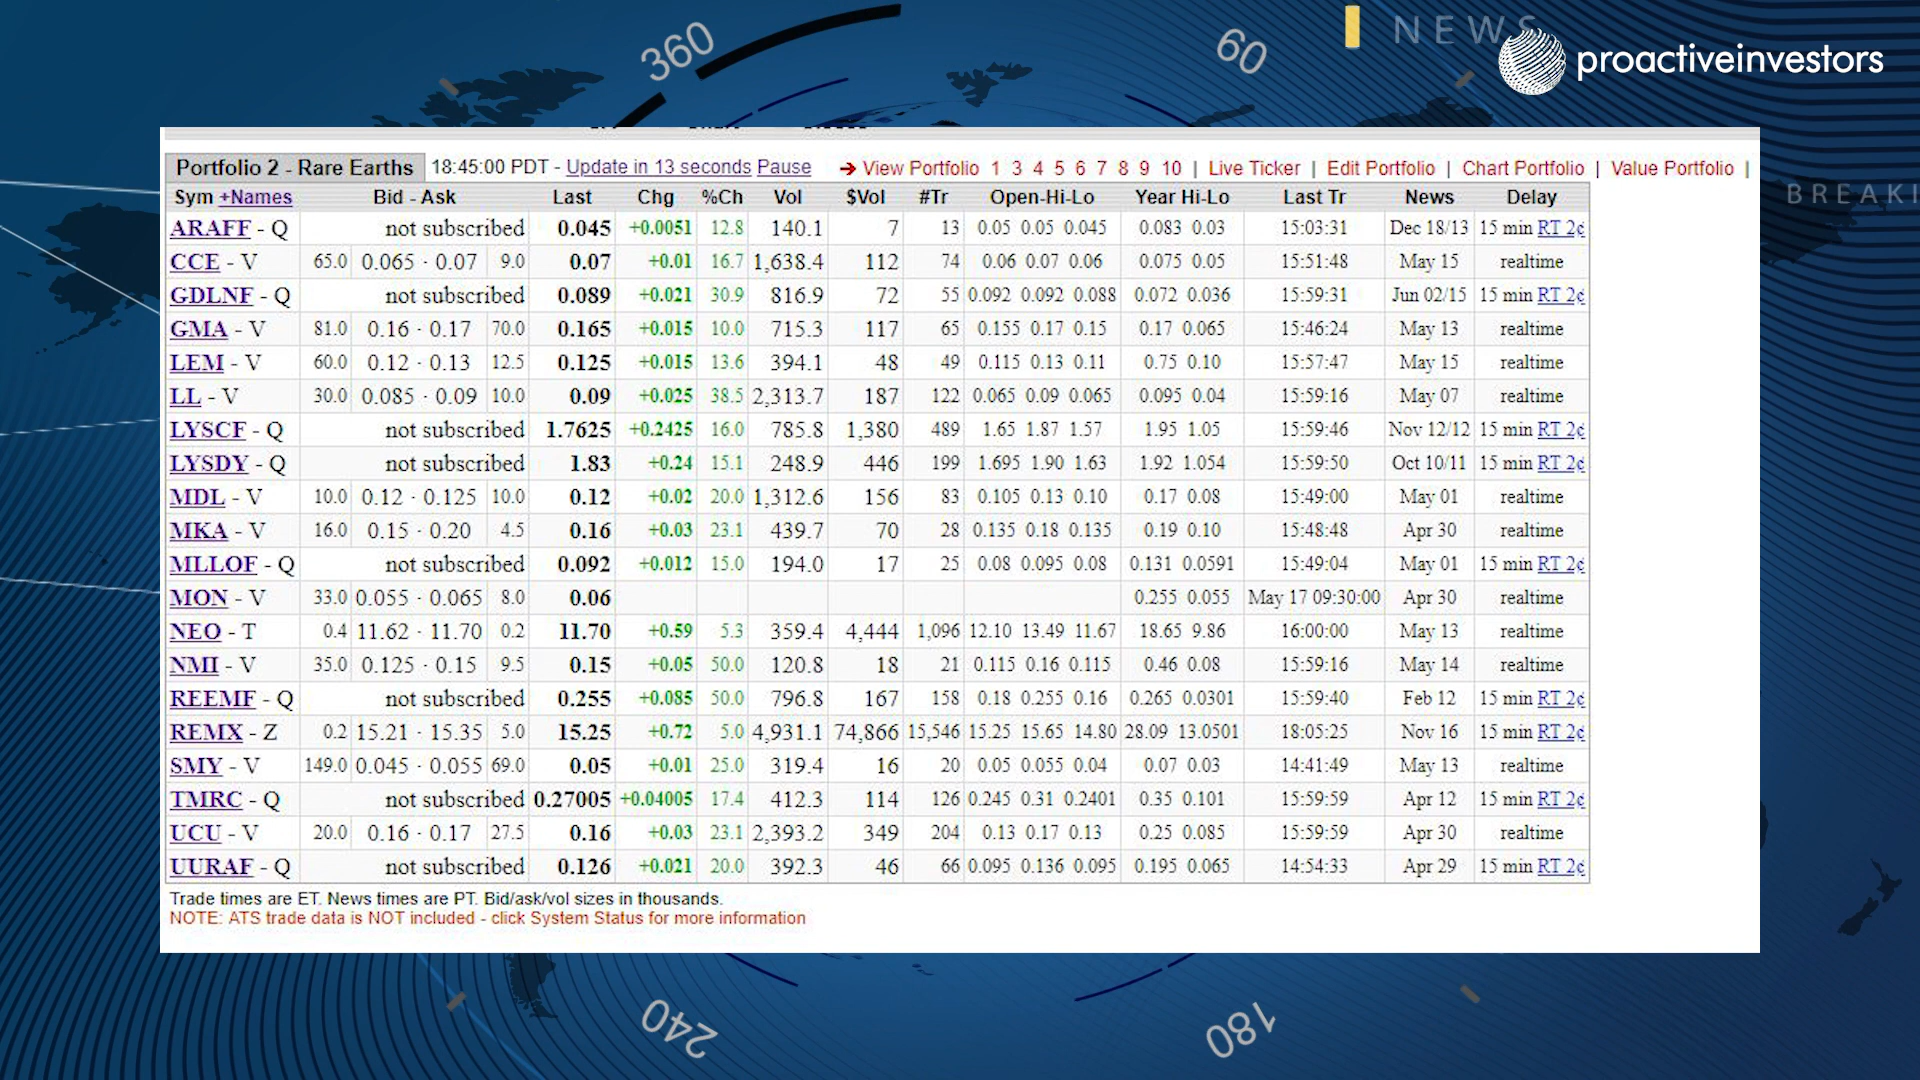 360
60
NEWS
proactiveinvestors
BREAKI
Portfolio 2 - Rare Earths 18:45:00 PDT - Update in 13 seconds Pause → View Portfolio 1 3 4 5 6 7 8 9 10 | Live Ticker | Edit Portfolio | Chart Portfolio | Value Portfolio |
Sym +Names Bid - Ask Last Chg %Ch Vol $Vol #Tr Open-Hi-Lo Year Hi-Lo Last Tr News Delay
ARAFF - Q not subscribed 0.045 +0.0051 12.8 140.1 7 13 0.05 0.05 0.045 0.083 0.03 15:03:31 Dec 18/13 15 min RT 2¢
CCE - V 65.0 0.065 · 0.07 9.0 0.07 +0.01 16.7 1,638.4 112 74 0.06 0.07 0.06 0.075 0.05 15:51:48 May 15 realtime
GDLNF - Q not subscribed 0.089 +0.021 30.9 816.9 72 55 0.092 0.092 0.088 0.072 0.036 15:59:31 Jun 02/15 15 min RT 2¢
GMA - V 81.0 0.16 · 0.17 70.0 0.165 +0.015 10.0 715.3 117 65 0.155 0.17 0.15 0.17 0.065 15:46:24 May 13 realtime
LEM - V 60.0 0.12 · 0.13 12.5 0.125 +0.015 13.6 394.1 48 49 0.115 0.13 0.11 0.75 0.10 15:57:47 May 15 realtime
LL - V 30.0 0.085 · 0.09 10.0 0.09 +0.025 38.5 2,313.7 187 122 0.065 0.09 0.065 0.095 0.04 15:59:16 May 07 realtime
LYSCF - Q not subscribed 1.7625 +0.2425 16.0 785.8 1,380 489 1.65 1.87 1.57 1.95 1.05 15:59:46 Nov 12/12 15 min RT 2¢
LYSDY - Q not subscribed 1.83 +0.24 15.1 248.9 446 199 1.695 1.90 1.63 1.92 1.054 15:59:50 Oct 10/11 15 min RT 2¢
MDL - V 10.0 0.12 · 0.125 10.0 0.12 +0.02 20.0 1,312.6 156 83 0.105 0.13 0.10 0.17 0.08 15:49:00 May 01 realtime
MKA - V 16.0 0.15 · 0.20 4.5 0.16 +0.03 23.1 439.7 70 28 0.135 0.18 0.135 0.19 0.10 15:48:48 Apr 30 realtime
MLLOF - Q not subscribed 0.092 +0.012 15.0 194.0 17 25 0.08 0.095 0.08 0.131 0.0591 15:49:04 May 01 15 min RT 2¢
MON - V 33.0 0.055 · 0.065 8.0 0.06 0.255 0.055 May 17 09:30:00 Apr 30 realtime
NEO - T 0.4 11.62 · 11.70 0.2 11.70 +0.59 5.3 359.4 4,444 1,096 12.10 13.49 11.67 18.65 9.86 16:00:00 May 13 realtime
NMI - V 35.0 0.125 · 0.15 9.5 0.15 +0.05 50.0 120.8 18 21 0.115 0.16 0.115 0.46 0.08 15:59:16 May 14 realtime
REEMF - Q not subscribed 0.255 +0.085 50.0 796.8 167 158 0.18 0.255 0.16 0.265 0.0301 15:59:40 Feb 12 15 min RT 2¢
REMX - Z 0.2 15.21 · 15.35 5.0 15.25 +0.72 5.0 4,931.1 74,866 15,546 15.25 15.65 14.80 28.09 13.0501 18:05:25 Nov 16 15 min RT 2¢
SMY - V 149.0 0.045 · 0.055 69.0 0.05 +0.01 25.0 319.4 16 20 0.05 0.055 0.04 0.07 0.03 14:41:49 May 13 realtime
TMRC - Q not subscribed 0.27005 +0.04005 17.4 412.3 114 126 0.245 0.31 0.2401 0.35 0.101 15:59:59 Apr 12 15 min RT 2¢
UCU - V 20.0 0.16 · 0.17 27.5 0.16 +0.03 23.1 2,393.2 349 204 0.13 0.17 0.13 0.25 0.085 15:59:59 Apr 30 realtime
UURAF - Q not subscribed 0.126 +0.021 20.0 392.3 46 66 0.095 0.136 0.095 0.195 0.065 14:54:33 Apr 29 15 min RT 2¢
Trade times are ET. News times are PT. Bid/ask/vol sizes in thousands.
NOTE: ATS trade data is NOT included - click System Status for more information
240
180